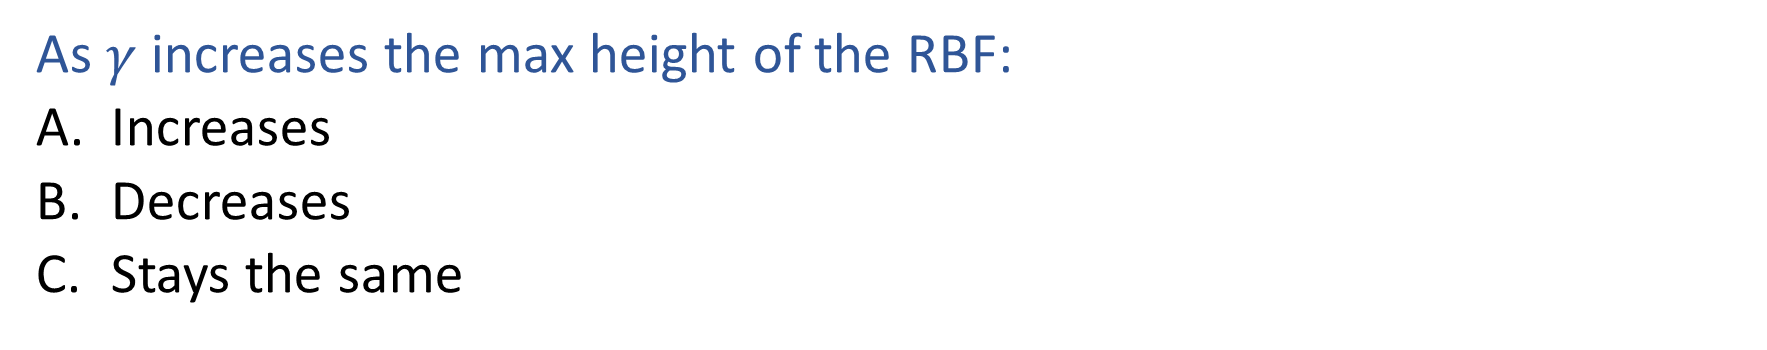 As γ increases the max height of the RBF:
A. Increases
B. Decreases
C. Stays the same